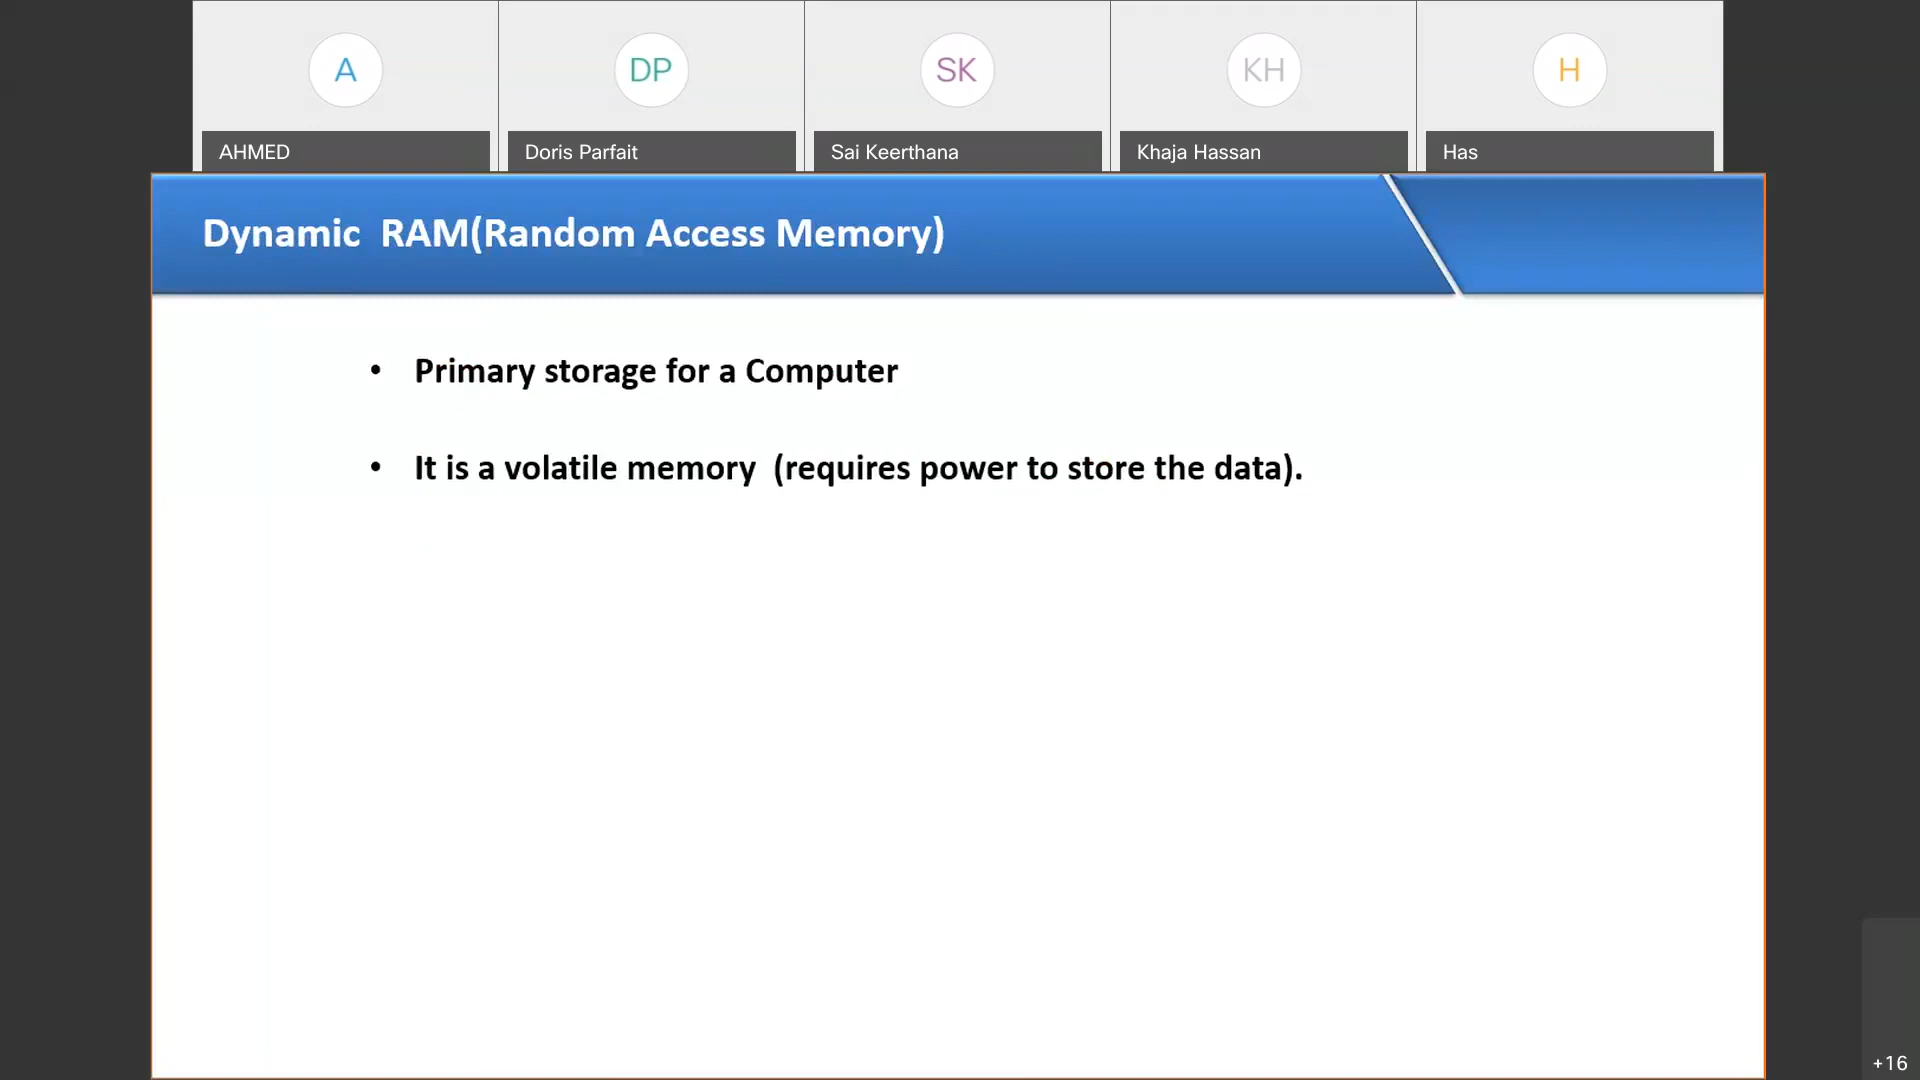 A
DP
SK
KH
H
AHMED
Doris Parfait
Sai Keerthana
Khaja Hassan
Has
Dynamic  RAM(Random Access Memory)
• Primary storage for a Computer
• It is a volatile memory  (requires power to store the data).
+16